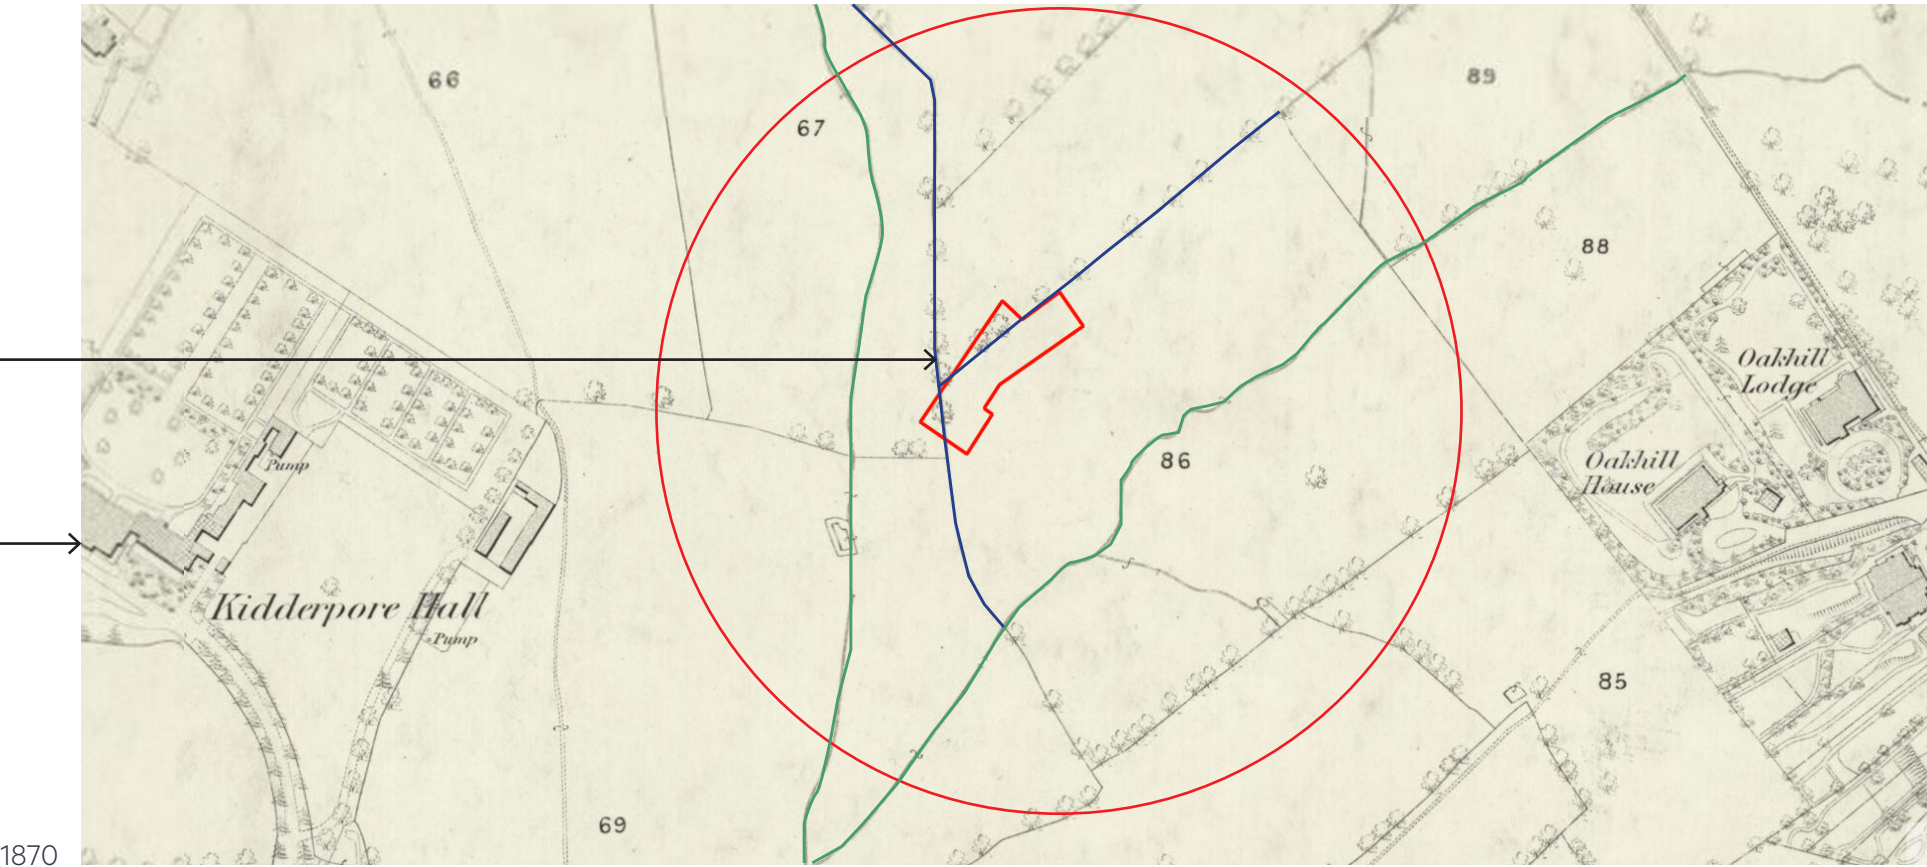 66
89
67
88
Oakhill
Lodge
86
Oakhill
House
Pump
Kidderpore Hall
Pump
85
69
1870